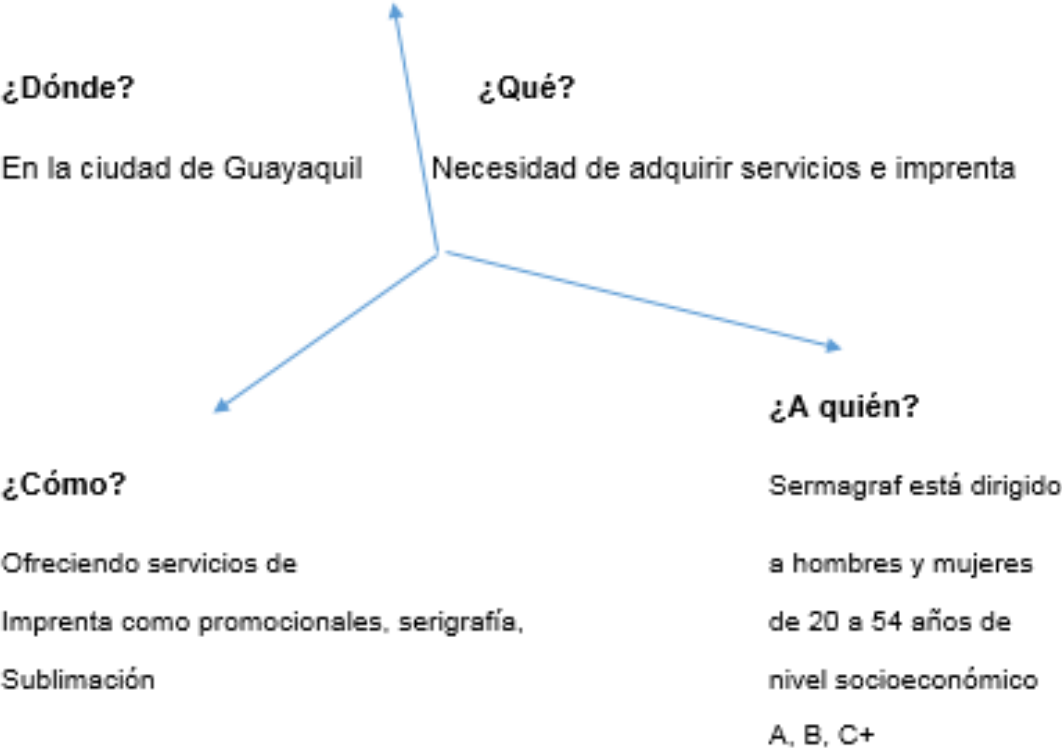 ¿Dónde?
¿Qué?
En la ciudad de Guayaquil
Necesidad de adquirir servicios e imprenta
¿Cómo?
Ofreciendo servicios de
Imprenta como promocionales, serigrafía,
Sublimación
¿A quién?
Sermagraf está dirigido
a hombres y mujeres
de 20 a 54 años de
nivel socioeconómico
A, B, C+